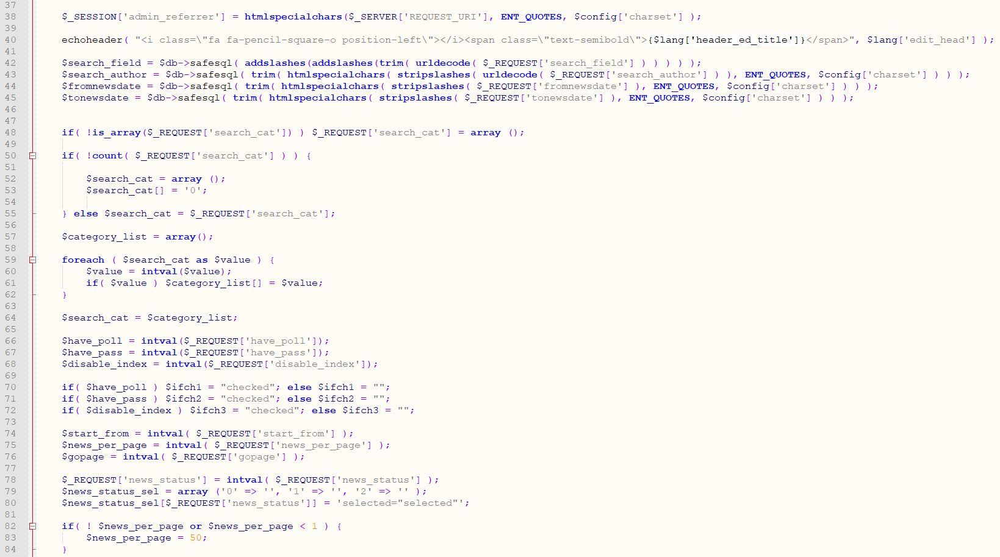 37
38 $_SESSION['admin_referrer'] = htmlspecialchars($_SERVER['REQUEST_URI'], ENT_QUOTES, $config['charset'] );
39
40 echoheader( "<i class=\"fa fa-pencil-square-o position-left\"></i><span class=\"text-semibold\">{$lang['header_ed_title']}</span>", $lang['edit_head'] );
41
42 $search_field = $db->safesql( addslashes(addslashes(trim( urldecode( $_REQUEST['search_field'] ) ) ) ) );
43 $search_author = $db->safesql( trim( htmlspecialchars( stripslashes( urldecode( $_REQUEST['search_author'] ) ), ENT_QUOTES, $config['charset'] ) ) );
44 $fromnewsdate = $db->safesql( trim( htmlspecialchars( stripslashes( $_REQUEST['fromnewsdate'] ), ENT_QUOTES, $config['charset'] ) ) );
45 $tonewsdate = $db->safesql( trim( htmlspecialchars( stripslashes( $_REQUEST['tonewsdate'] ), ENT_QUOTES, $config['charset'] ) ) );
46
47
48 if( !is_array($_REQUEST['search_cat']) ) $_REQUEST['search_cat'] = array ();
49
50 if( !count( $_REQUEST['search_cat'] ) ) {
51
52 $search_cat = array ();
53 $search_cat[] = '0';
54
55 } else $search_cat = $_REQUEST['search_cat'];
56
57 $category_list = array();
58
59 foreach ( $search_cat as $value ) {
60 $value = intval($value);
61 if( $value ) $category_list[] = $value;
62 }
63
64 $search_cat = $category_list;
65
66 $have_poll = intval($_REQUEST['have_poll']);
67 $have_pass = intval($_REQUEST['have_pass']);
68 $disable_index = intval($_REQUEST['disable_index']);
69
70 if( $have_poll ) $ifch1 = "checked"; else $ifch1 = "";
71 if( $have_pass ) $ifch2 = "checked"; else $ifch2 = "";
72 if( $disable_index ) $ifch3 = "checked"; else $ifch3 = "";
73
74 $start_from = intval( $_REQUEST['start_from'] );
75 $news_per_page = intval( $_REQUEST['news_per_page'] );
76 $gopage = intval( $_REQUEST['gopage'] );
77
78 $_REQUEST['news_status'] = intval( $_REQUEST['news_status'] );
79 $news_status_sel = array ('0' => '', '1' => '', '2' => '' );
80 $news_status_sel[$_REQUEST['news_status']] = 'selected="selected"';
81
82 if( ! $news_per_page or $news_per_page < 1 ) {
83 $news_per_page = 50;
84 }